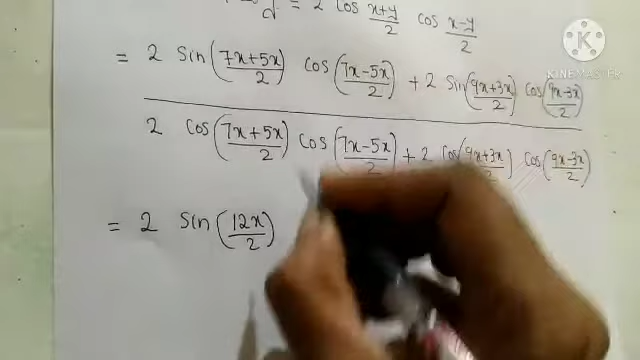 = 2 cos x+y/2 cos x-y/2
= 2 sin(7x+5x/2) cos(7x-5x/2) + 2 sin(9x+3x/2) cos(9x-3x/2)
2 cos(7x+5x/2) cos(7x-5x/2) + 2 cos(9x+3x/2) cos(9x-3x/2)
= 2 sin(12x/2)
KINEMASTER